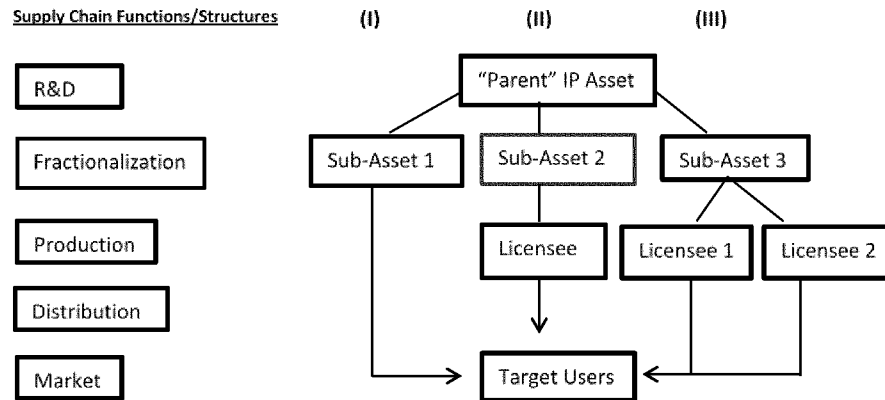 Supply Chain Functions/Structures (I) (II) (III)
R&D
"Parent" IP Asset
Fractionalization
Sub-Asset 1
Sub-Asset 2
Sub-Asset 3
Production
Licensee
Licensee 1
Licensee 2
Distribution
Market
Target Users